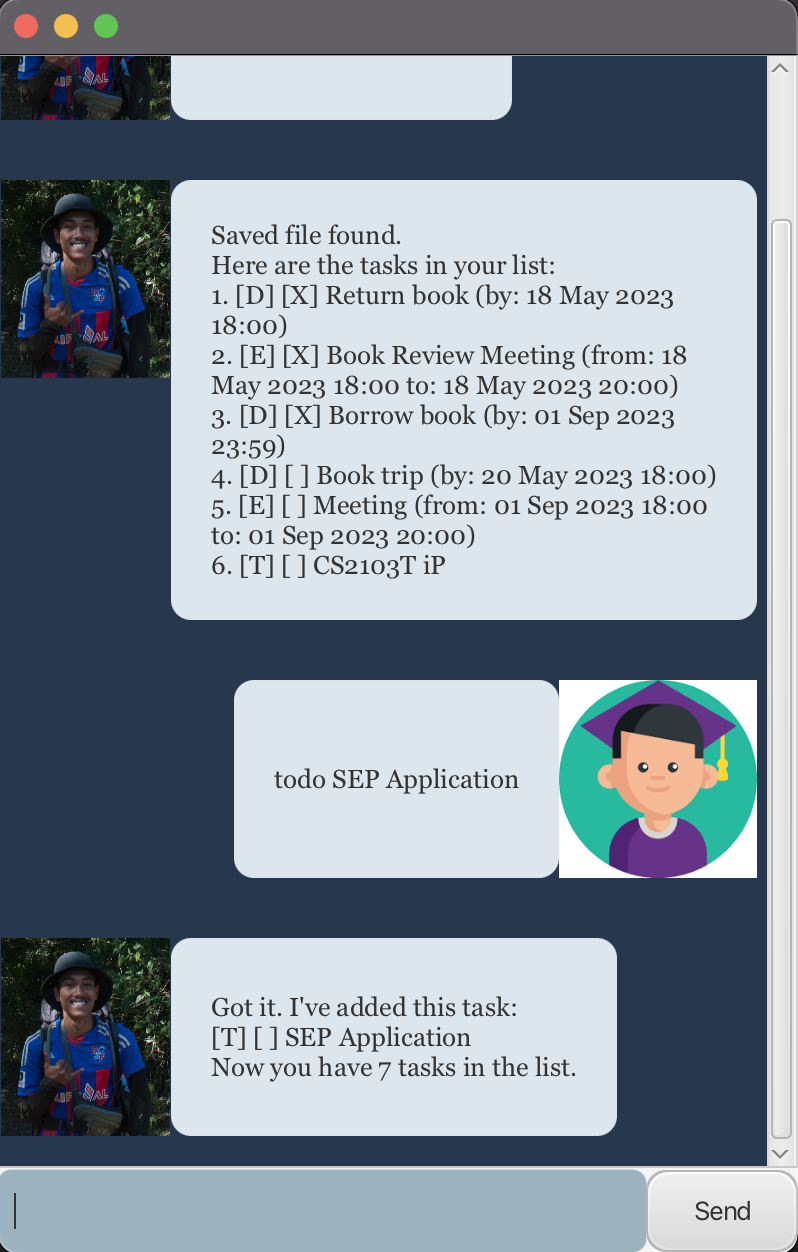 Saved file found.
Here are the tasks in your list:
1. [D] [X] Return book (by: 18 May 2023
18:00)
2. [E] [X] Book Review Meeting (from: 18
May 2023 18:00 to: 18 May 2023 20:00)
3. [D] [X] Borrow book (by: 01 Sep 2023
23:59)
4. [D] [ ] Book trip (by: 20 May 2023 18:00)
5. [E] [ ] Meeting (from: 01 Sep 2023 18:00
to: 01 Sep 2023 20:00)
6. [T] [ ] CS2103T iP
todo SEP Application
Got it. I've added this task:
[T] [ ] SEP Application
Now you have 7 tasks in the list.
Send